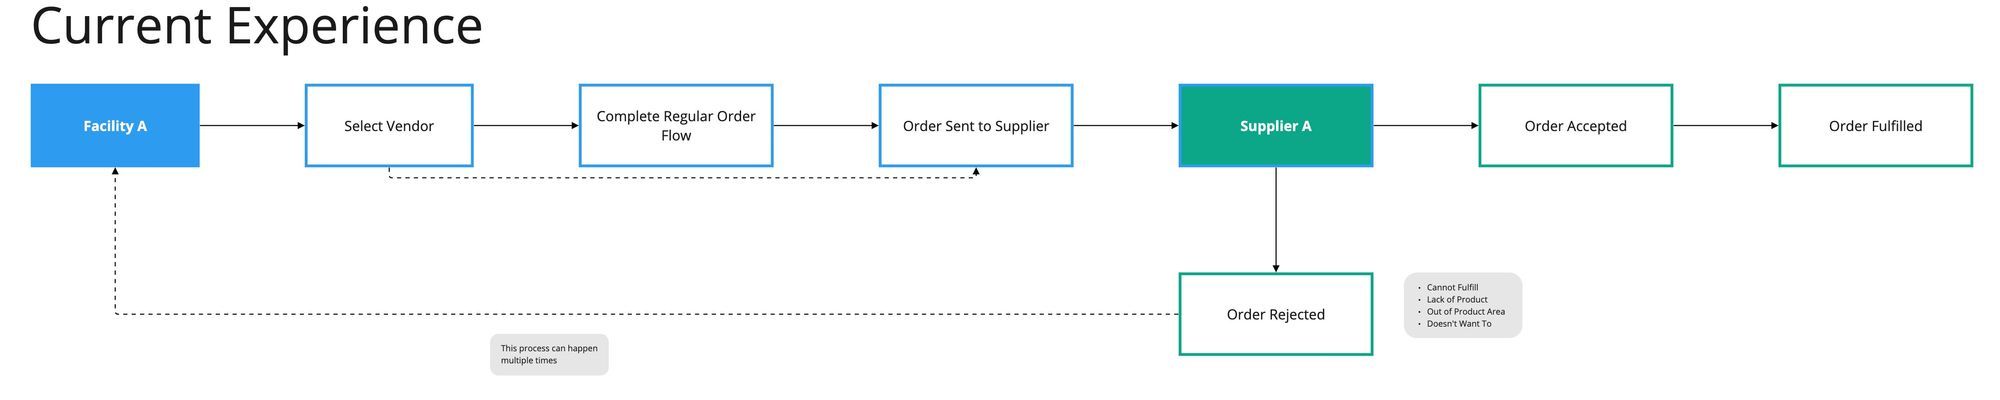 Current Experience
Facility A
Select Vendor
Complete Regular Order
Flow
Order Sent to Supplier
Supplier A
Order Accepted
Order Fulfilled
Order Rejected
• Cannot Fulfill
• Lack of Product
• Out of Product Area
• Doesn't Want To
This process can happen
multiple times